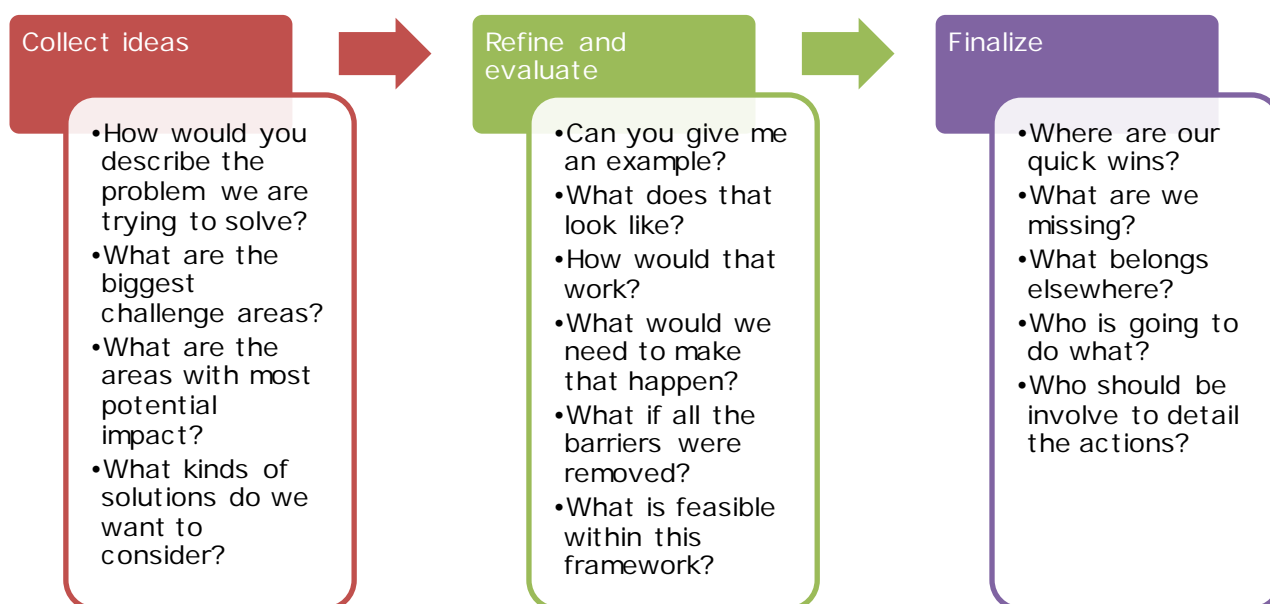 Collect ideas
•How would you
describe the
problem we are
trying to solve?
•What are the
biggest
challenge areas?
•What are the
areas with most
potential
impact?
•What kinds of
solutions do we
want to
consider?
Refine and
evaluate
•Can you give me
an example?
•What does that
look like?
•How would that
work?
•What would we
need to make
that happen?
•What if all the
barriers were
removed?
•What is feasible
within this
framework?
Finalize
•Where are our
quick wins?
•What are we
missing?
•What belongs
elsewhere?
•Who is going to
do what?
•Who should be
involve to detail
the actions?